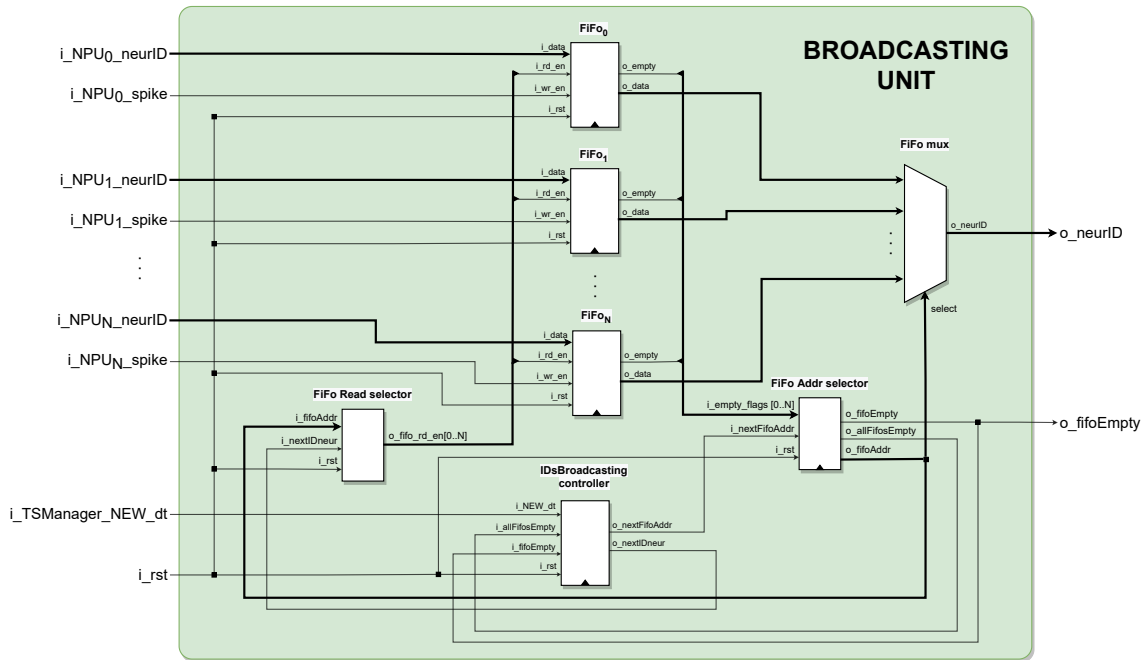 BROADCASTING
UNIT
FiFo0
i_NPU0_neurID
i_data
i_rd_en
o_empty
i_NPU0_spike
i_wr_en
o_data
i_rst
FiFo mux
FiFo1
i_NPU1_neurID
i_data
i_rd_en
o_empty
i_NPU1_spike
i_wr_en
o_data
i_rst
o_neurID
o_neurID
select
FiFoN
i_NPUN_neurID
i_data
i_rd_en
o_empty
i_NPUN_spike
i_wr_en
o_data
i_rst
FiFo Read selector
i_fifoAddr
i_nextIDneur
i_rst
o_fifo_rd_en[0..N]
FiFo Addr selector
i_empty_flags [0..N]
i_nextFifoAddr
i_rst
o_fifoEmpty
o_allFifosEmpty
o_fifoAddr
o_fifoEmpty
IDsBroadcasting
controller
i_TSManager_NEW_dt
i_NEW_dt
i_allFifosEmpty
i_fifoEmpty
i_rst
o_nextFifoAddr
o_nextIDneur
i_rst